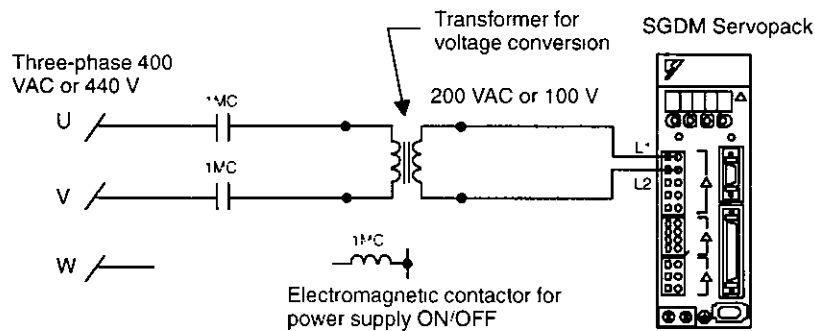 Transformer for
voltage conversion
SGDM Servopack
Three-phase 400
VAC or 440 V
200 VAC or 100 V
1MC
U
L1
1MC
L2
V
1MC
W
Electromagnetic contactor for
power supply ON/OFF